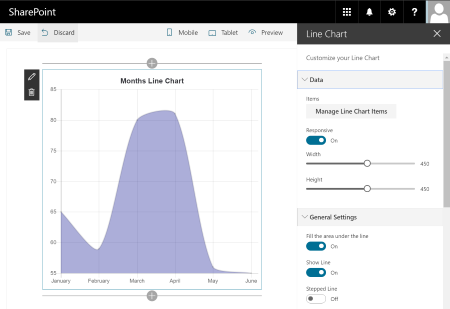 SharePoint
?
Save
Discard
Mobile
Tablet
Preview
Line Chart
Customize your Line Chart
Data
Items
Manage Line Chart Items
Responsive
On
Width
450
Height
450
General Settings
Fill the area under the line
On
Show Line
On
Stepped Line
Off
Months Line Chart
85
80
75
70
65
60
55
January
February
March
April
May
June